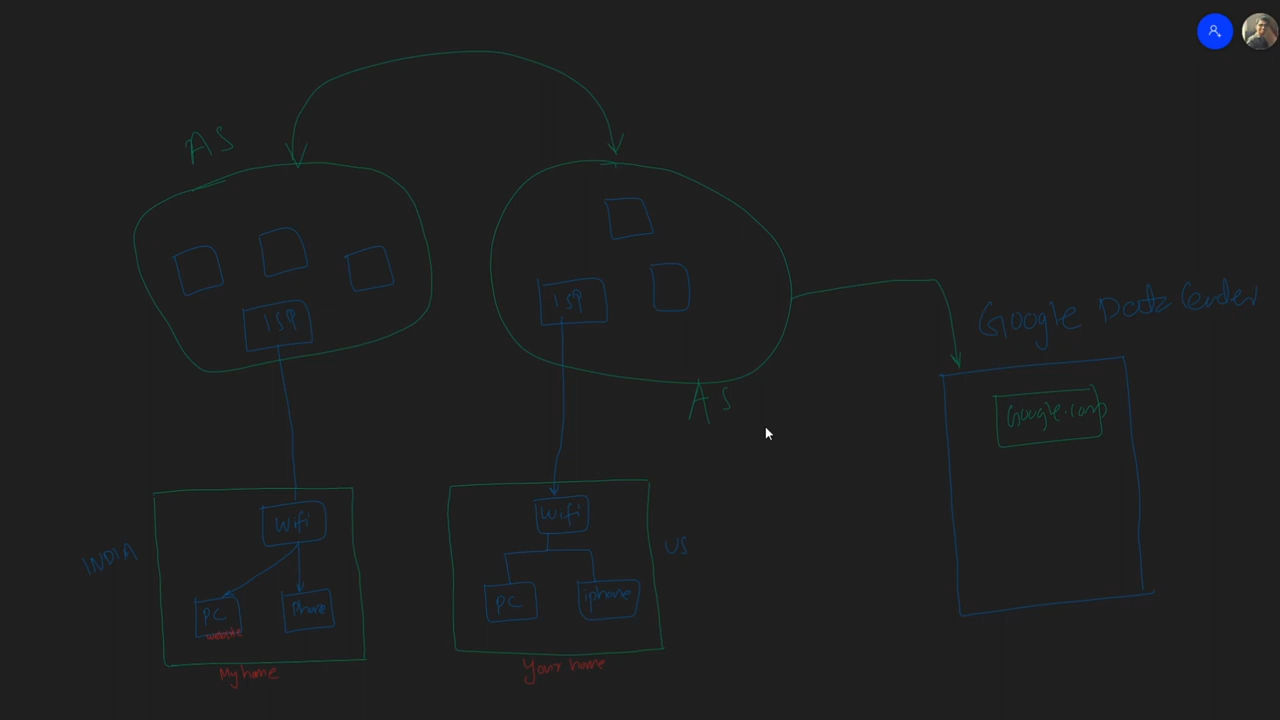 AS
ISP
ISP
AS
Google Data Center
Google.com
INDIA
Wifi
PC
website
Phone
My home
Wifi
PC
iphone
US
Your home